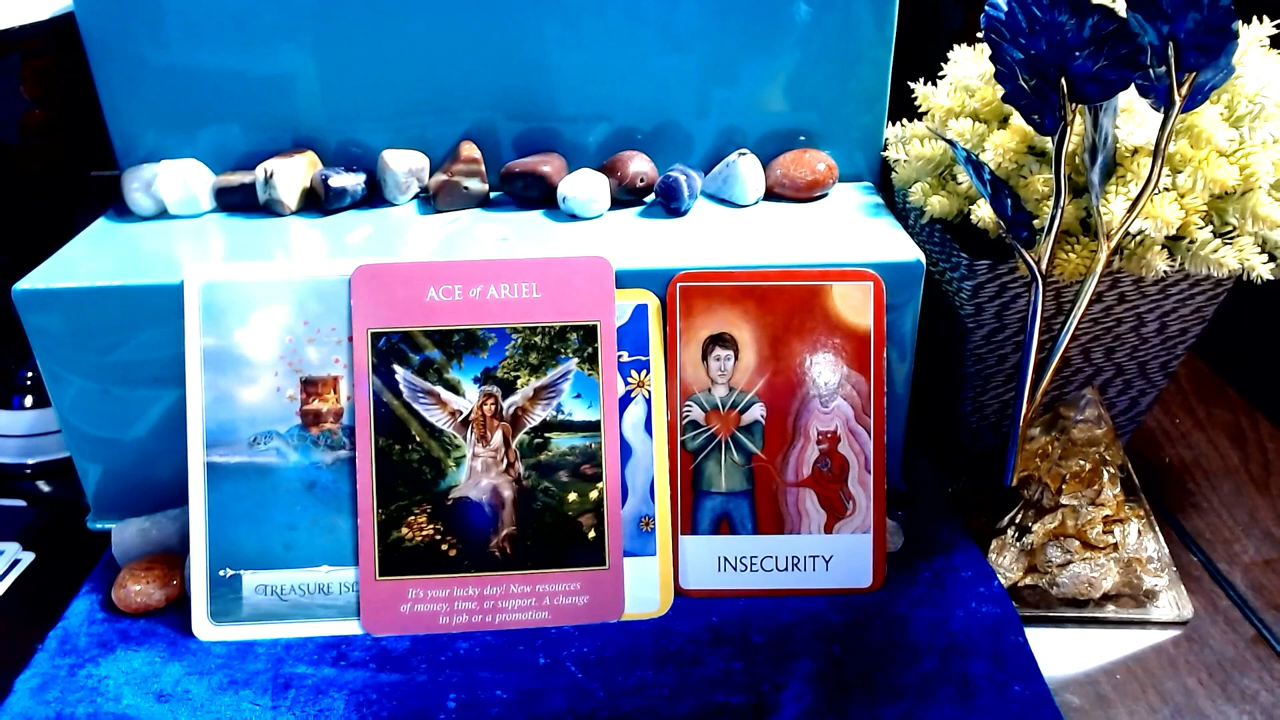 ACE of ARIEL
It's your lucky day! New resources
of money, time, or support. A change
in job or a promotion.
TREASURE
INSECURITY